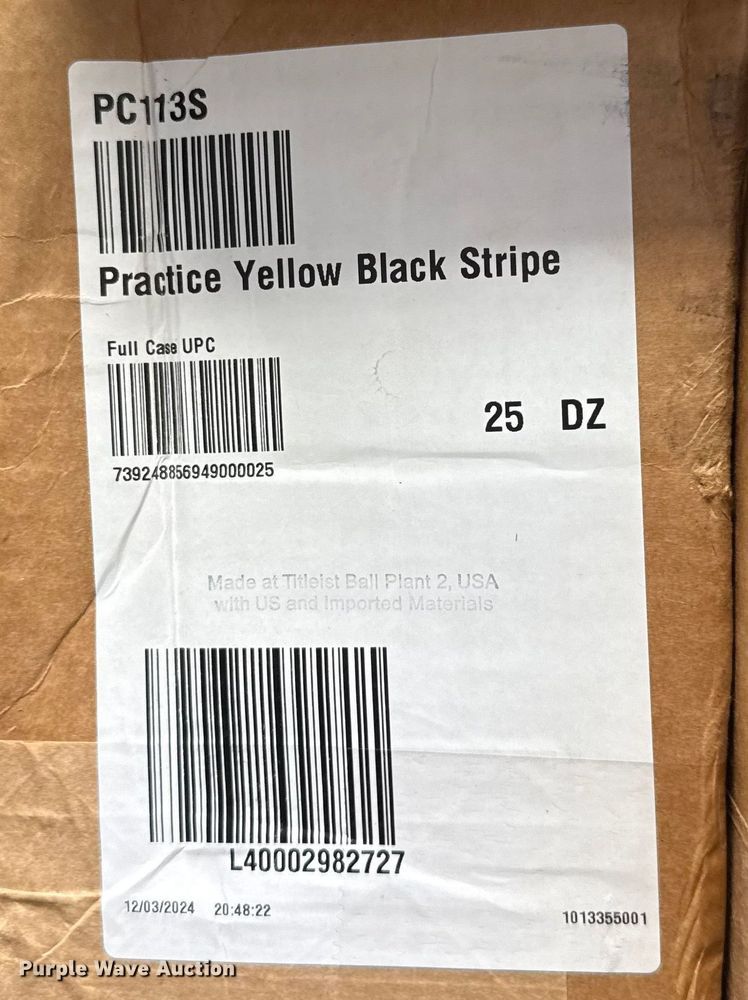 PC113S
Practice Yellow Black Stripe
Full Case UPC
25 DZ
739248856949000025
Made at Titleist Ball Plant 2, USA
with US and Imported Materials
L40002982727
12/03/2024 20:48:22
1013355001
Purple Wave Auction